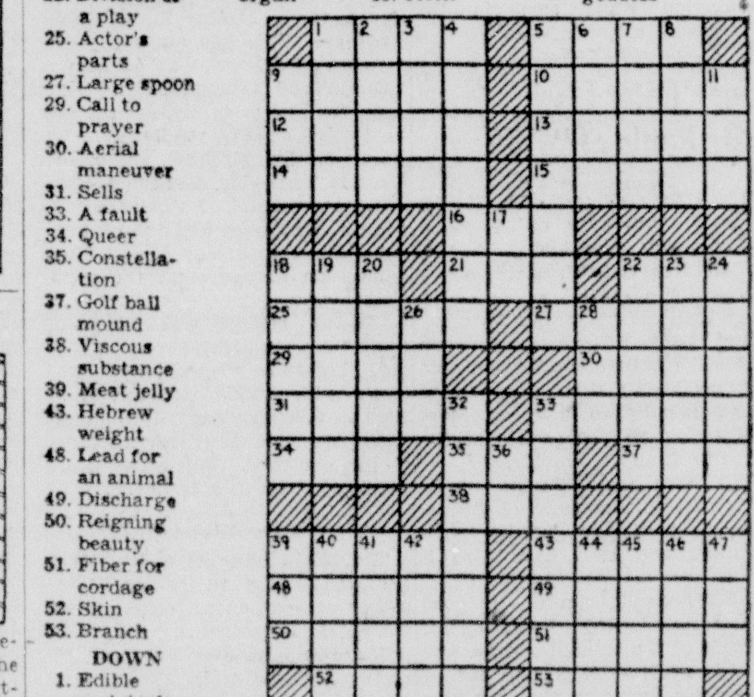 a play
25. Actor's
parts
27. Large spoon
29. Call to
prayer
30. Aerial
maneuver
31. Sells
33. A fault
34. Queer
35. Constella-
tion
37. Golf ball
mound
38. Viscous
substance
39. Meat jelly
43. Hebrew
weight
48. Lead for
an animal
49. Discharge
50. Reigning
beauty
51. Fiber for
cordage
52. Skin
53. Branch
DOWN
1. Edible
1 2 3 4 5 6 7 8
9 10 11
12 13
14 15
16 17
18 19 20 21 22 23 24
25 26 27 28
29 30
31 32 33
34 35 36 37
38
39 40 41 42 43 44 45 46 47
48 49
50 51
52 53